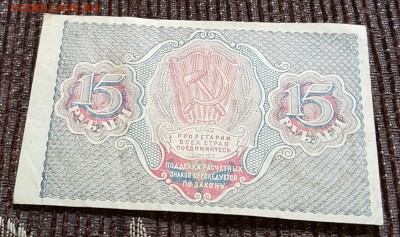 15
15
ПРОЛЕТАРИИ
ВСЕХ СТРАН
СОЕДИНЯЙТЕСЬ
ПОДДЕЛКА РАСЧЕТНЫХ
ЗНАКОВ ПРЕСЛЕДУЕТСЯ
ПО ЗАКОНУ